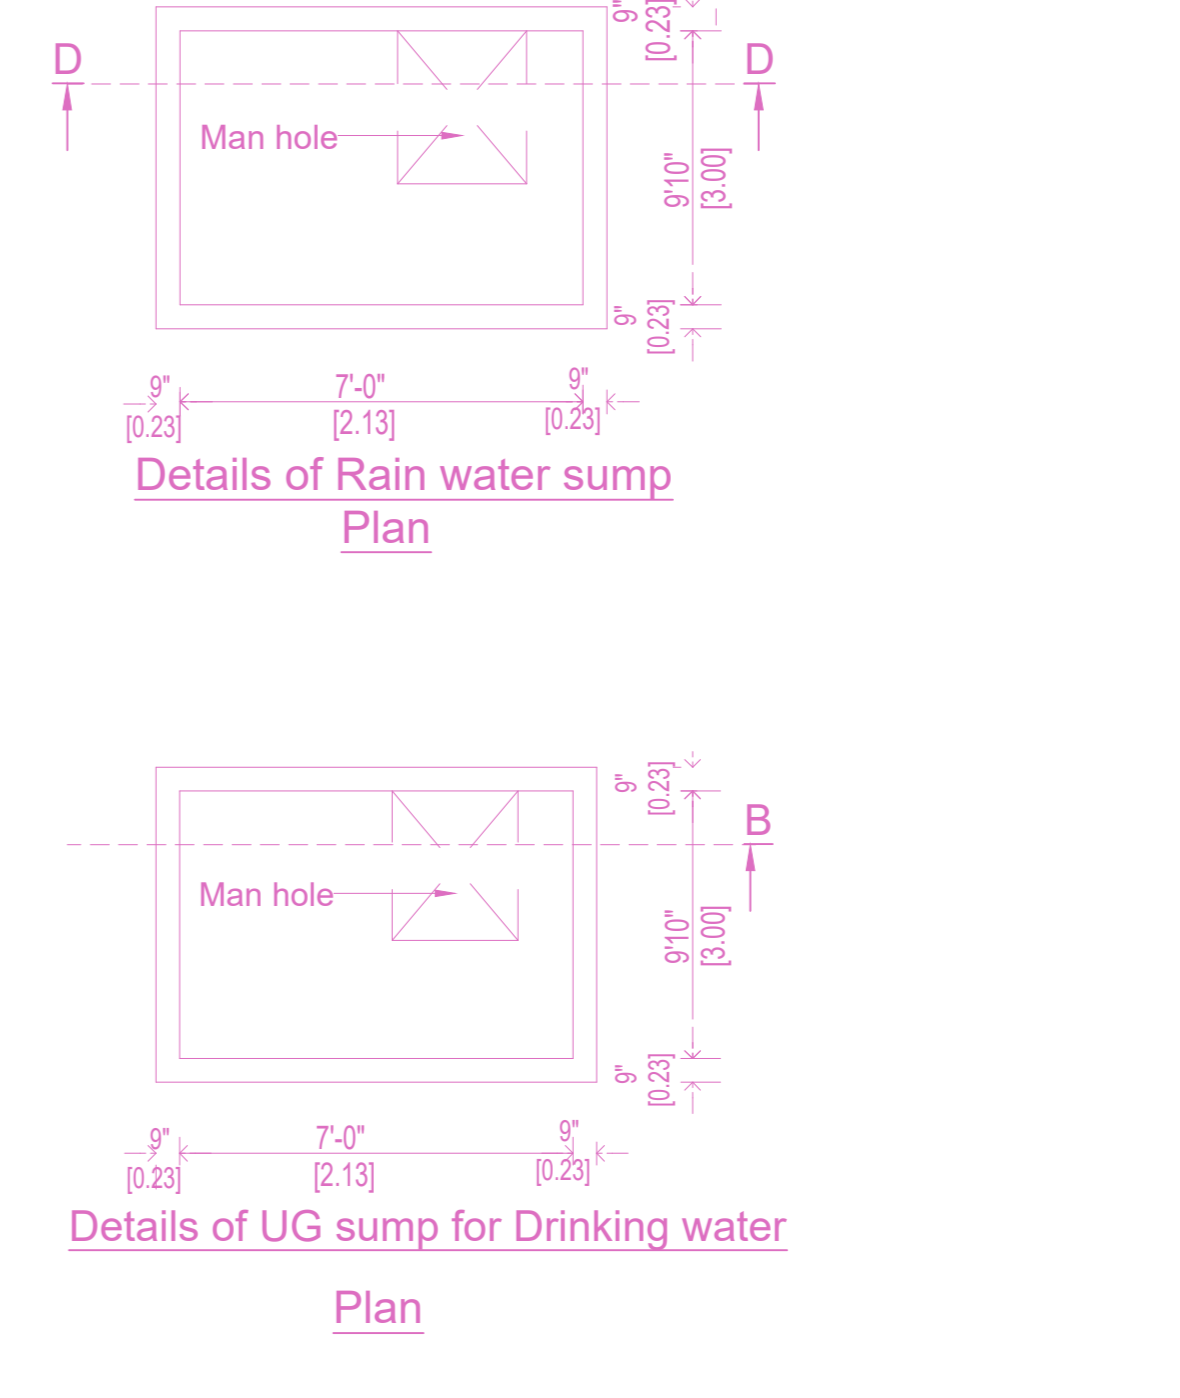 9"
[0.23]
D
D
Man hole
9'10"
[3.00]
9"
[0.23]
9"
[0.23]
7'-0"
[2.13]
9"
[0.23]
Details of Rain water sump
Plan
9"
[0.23]
B
Man hole
9'10"
[3.00]
9"
[0.23]
9"
[0.23]
7'-0"
[2.13]
9"
[0.23]
Details of UG sump for Drinking water
Plan